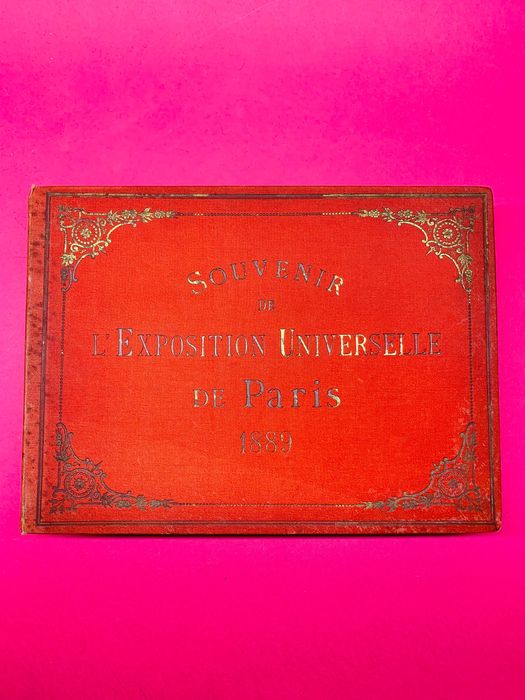 SOUVENIR
DE
L'EXPOSITION UNIVERSELLE
DE Paris
1889